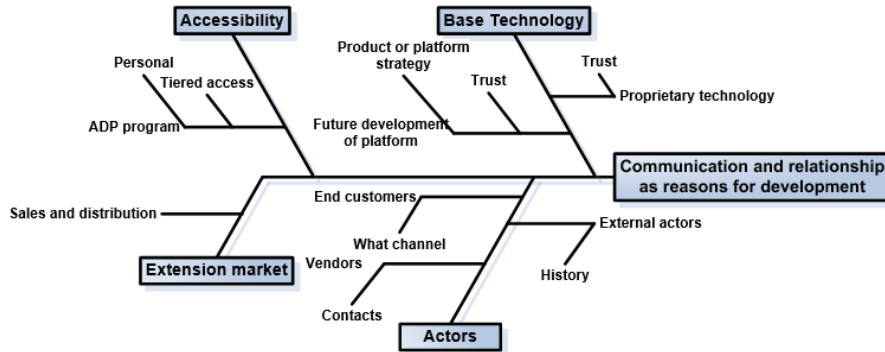 Accessibility
Base Technology
Personal
Tiered access
ADP program
Product or platform
strategy
Trust
Future development
of platform
Trust
Proprietary technology
Communication and relationship
as reasons for development
Sales and distribution
Extension market
End customers
What channel
Vendors
Contacts
External actors
History
Actors